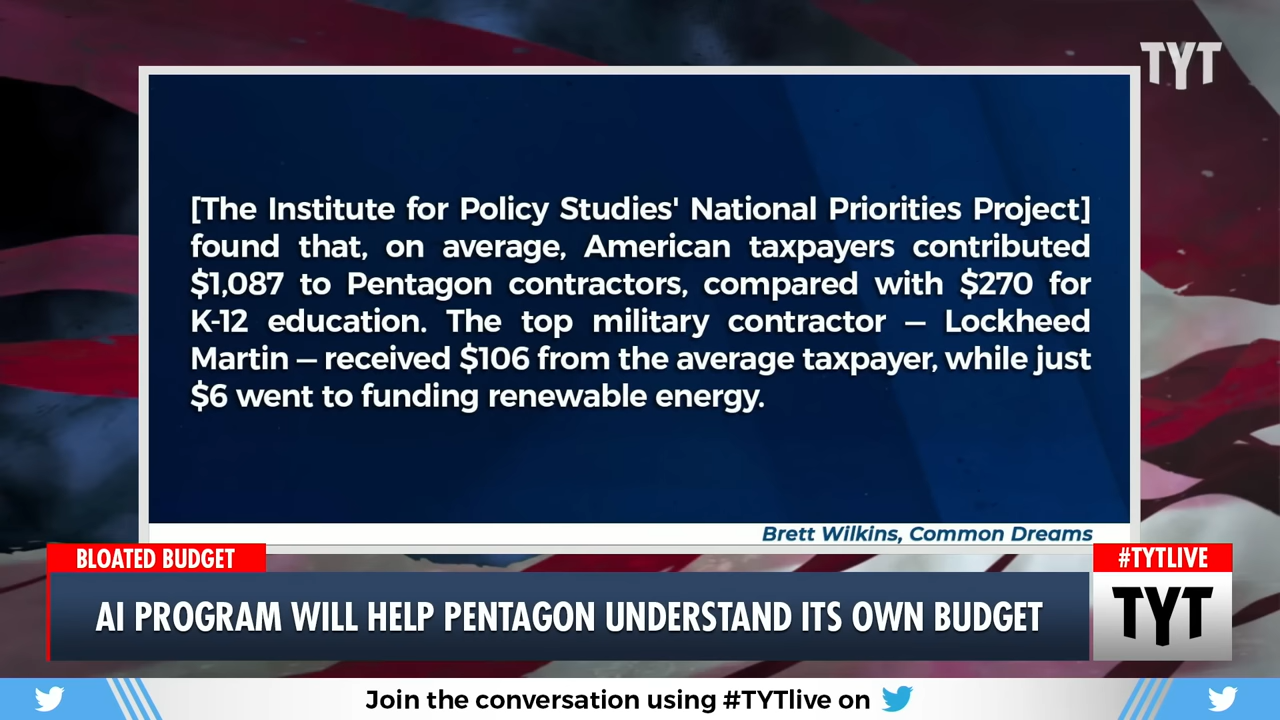 TYT
[The Institute for Policy Studies' National Priorities Project]
found that, on average, American taxpayers contributed
$1,087 to Pentagon contractors, compared with $270 for
K-12 education. The top military contractor — Lockheed
Martin — received $106 from the average taxpayer, while just
$6 went to funding renewable energy.
Brett Wilkins, Common Dreams
BLOATED BUDGET
#TYTLIVE
AI PROGRAM WILL HELP PENTAGON UNDERSTAND ITS OWN BUDGET
TYT
Join the conversation using #TYTlive on